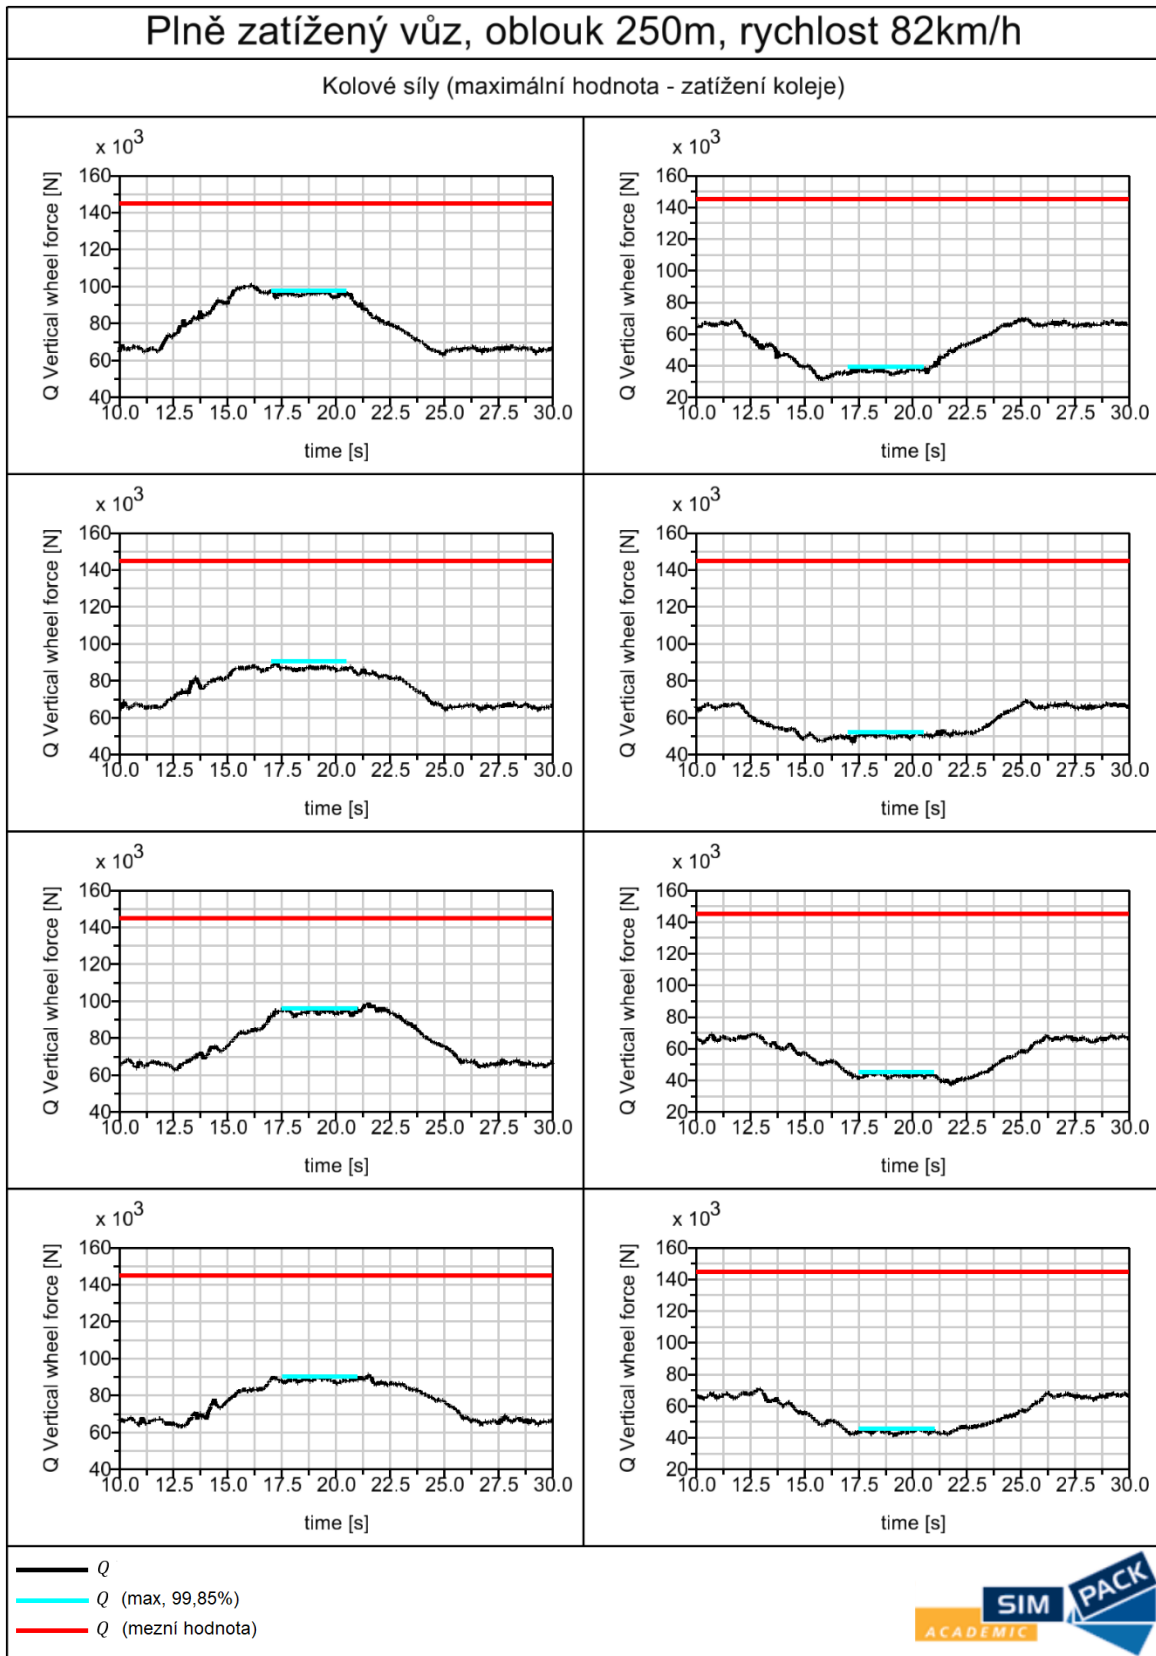 Plně zatížený vůz, oblouk 250m, rychlost 82km/h
Kolové síly (maximální hodnota - zatížení koleje)
x 10³
Q Vertical wheel force [N]
160
140
120
100
80
60
40
10.0 12.5 15.0 17.5 20.0 22.5 25.0 27.5 30.0
time [s]
x 10³
Q Vertical wheel force [N]
160
140
120
100
80
60
40
20
10.0 12.5 15.0 17.5 20.0 22.5 25.0 27.5 30.0
time [s]
x 10³
Q Vertical wheel force [N]
160
140
120
100
80
60
40
10.0 12.5 15.0 17.5 20.0 22.5 25.0 27.5 30.0
time [s]
x 10³
Q Vertical wheel force [N]
160
140
120
100
80
60
40
10.0 12.5 15.0 17.5 20.0 22.5 25.0 27.5 30.0
time [s]
x 10³
Q Vertical wheel force [N]
160
140
120
100
80
60
40
10.0 12.5 15.0 17.5 20.0 22.5 25.0 27.5 30.0
time [s]
x 10³
Q Vertical wheel force [N]
160
140
120
100
80
60
40
20
10.0 12.5 15.0 17.5 20.0 22.5 25.0 27.5 30.0
time [s]
x 10³
Q Vertical wheel force [N]
160
140
120
100
80
60
40
10.0 12.5 15.0 17.5 20.0 22.5 25.0 27.5 30.0
time [s]
x 10³
Q Vertical wheel force [N]
160
140
120
100
80
60
40
20
10.0 12.5 15.0 17.5 20.0 22.5 25.0 27.5 30.0
time [s]
Q
Q (max, 99,85%)
Q (mezní hodnota)
SIM PACK
ACADEMIC